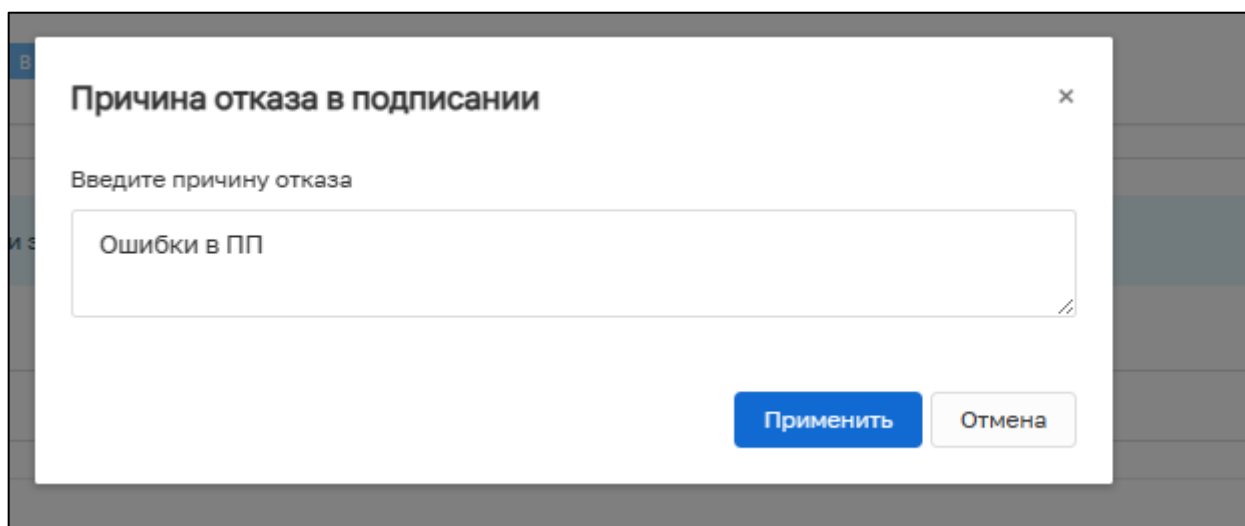 В
Причина отказа в подписании
×
Введите причину отказа
и з
Ошибки в ПП
Применить
Отмена